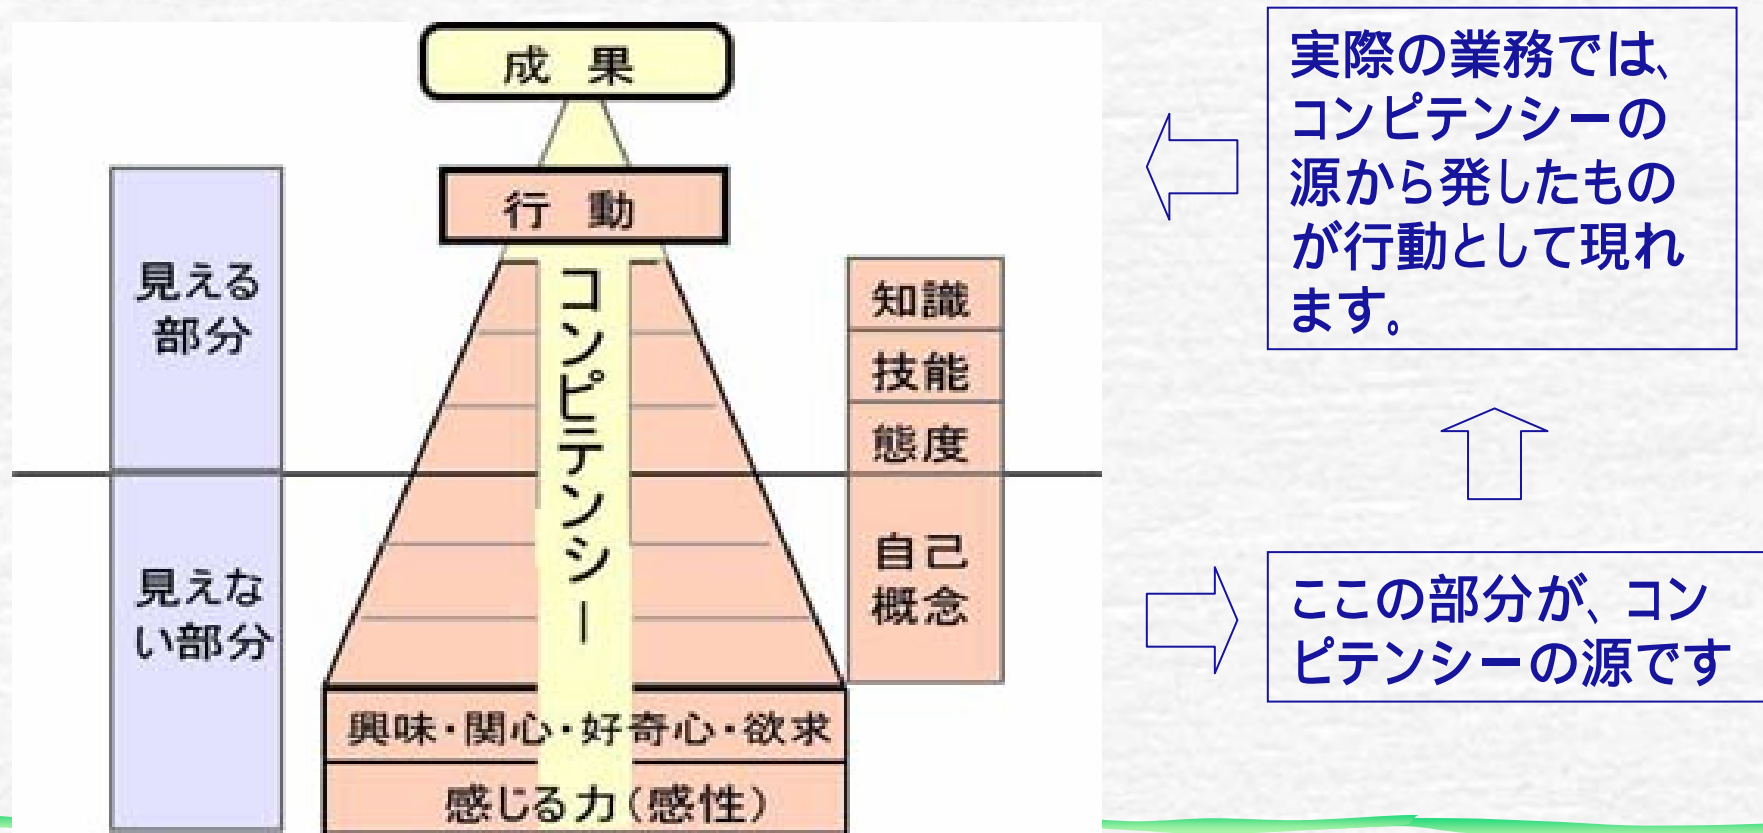 成果
行動
コンピテンシー
見える
部分
見えな
い部分
知識
技能
態度
自己
概念
興味・関心・好奇心・欲求
感じる力(感性)
実際の業務では、
コンピテンシーの
源から発したもの
が行動として現れ
ます。
ここの部分が、コン
ピテンシーの源です